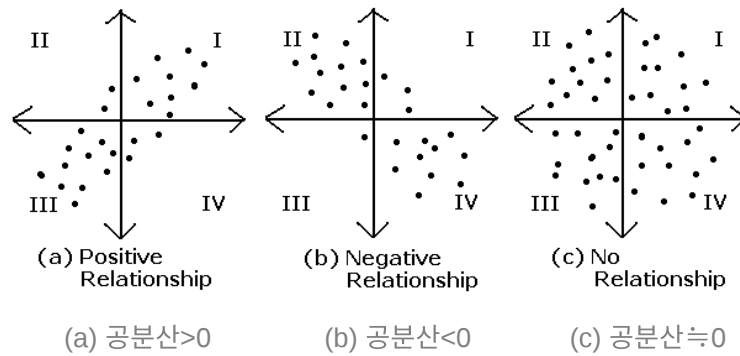 II
I
III
IV
(a) Positive
Relationship
II
I
III
IV
(b) Negative
Relationship
II
I
III
IV
(c) No
Relationship
(a) 공분산>0
(b) 공분산<0
(c) 공분산≒0